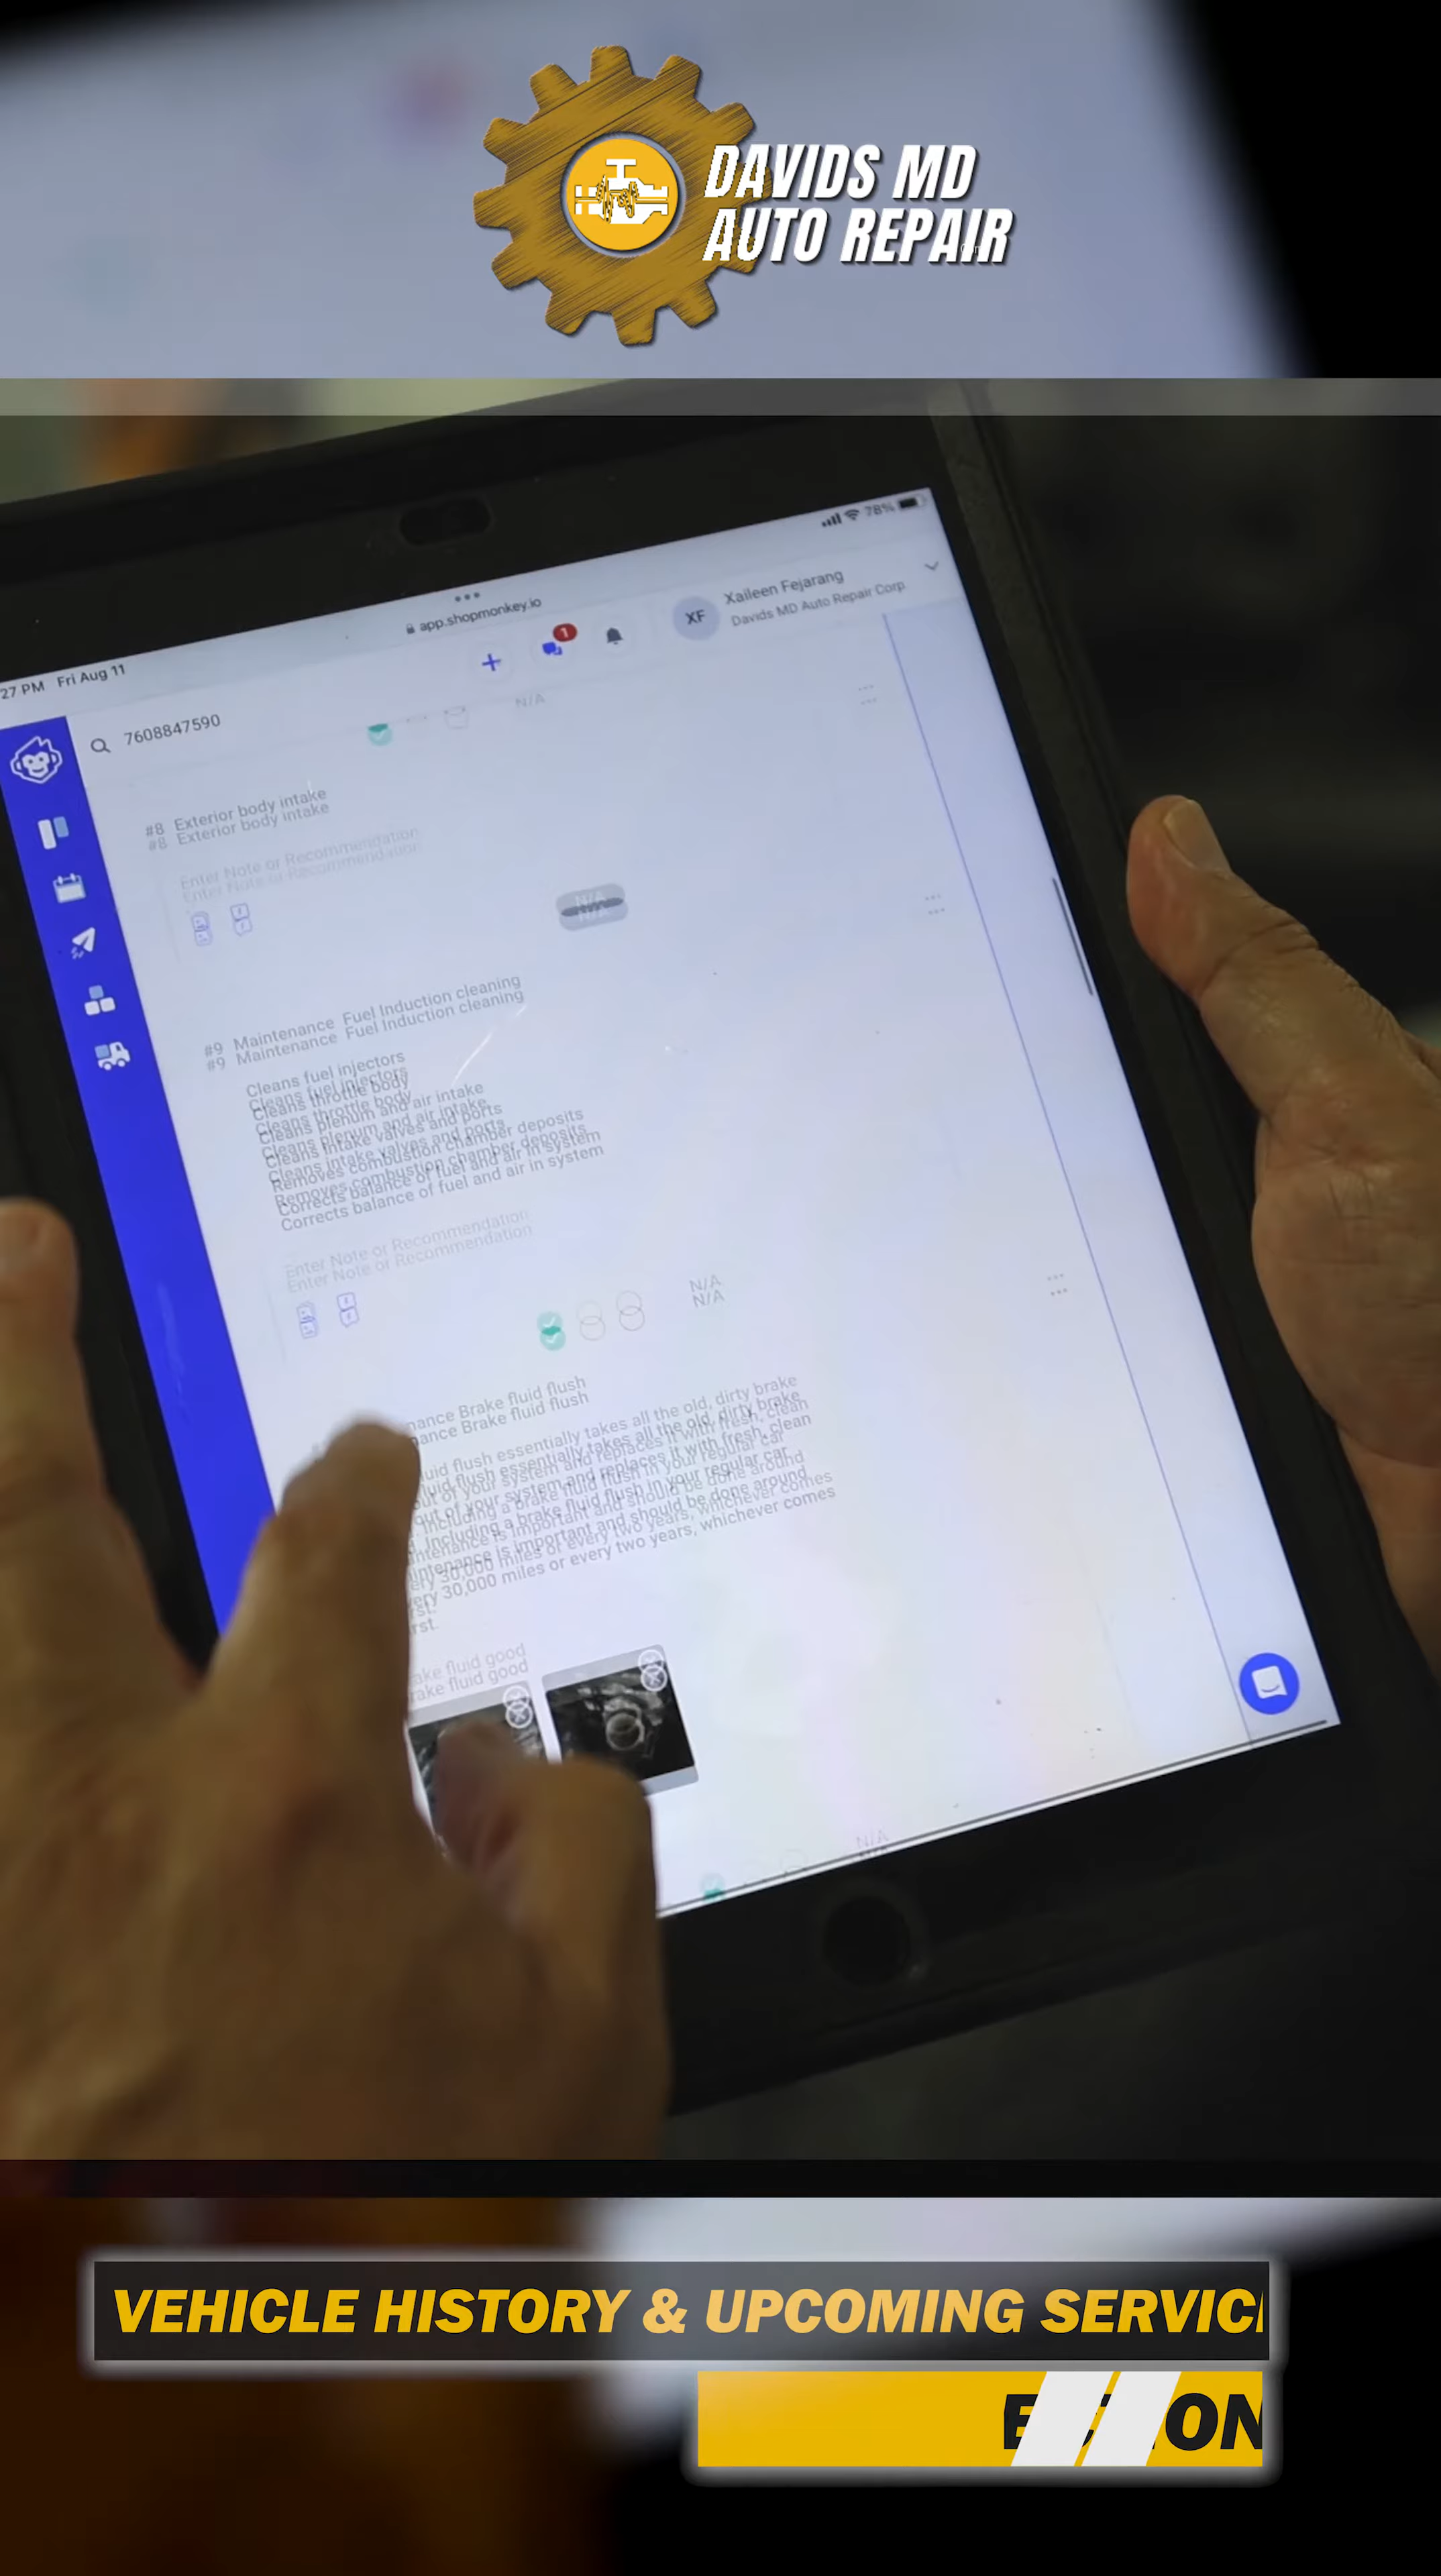 DAVIDS MD
AUTO REPAIR
78%
27 PM Fri Aug 11
app.shopmonkey.io
1
XF
Xaileen Fejarang
Davids MD Auto Repair Corp
7608847590
N/A
#8 Exterior body intake
Enter Note or Recommendation
N/A
#9 Maintenance Fuel Induction cleaning
Cleans fuel injectors
Cleans throttle body
Cleans plenum and air intake
Cleans intake valves and ports
Removes combustion chamber deposits
Corrects balance of fuel and air in system
Enter Note or Recommendation
N/A
nance Brake fluid flush
uid flush essentially takes all the old, dirty brake
out of your system and replaces it with fresh, clean
Including a brake fluid flush in your regular car
intenance is important and should be done around
very 30,000 miles or every two years, whichever comes
rst.
ake fluid good
N/A
VEHICLE HISTORY & UPCOMING SERVIC
ON